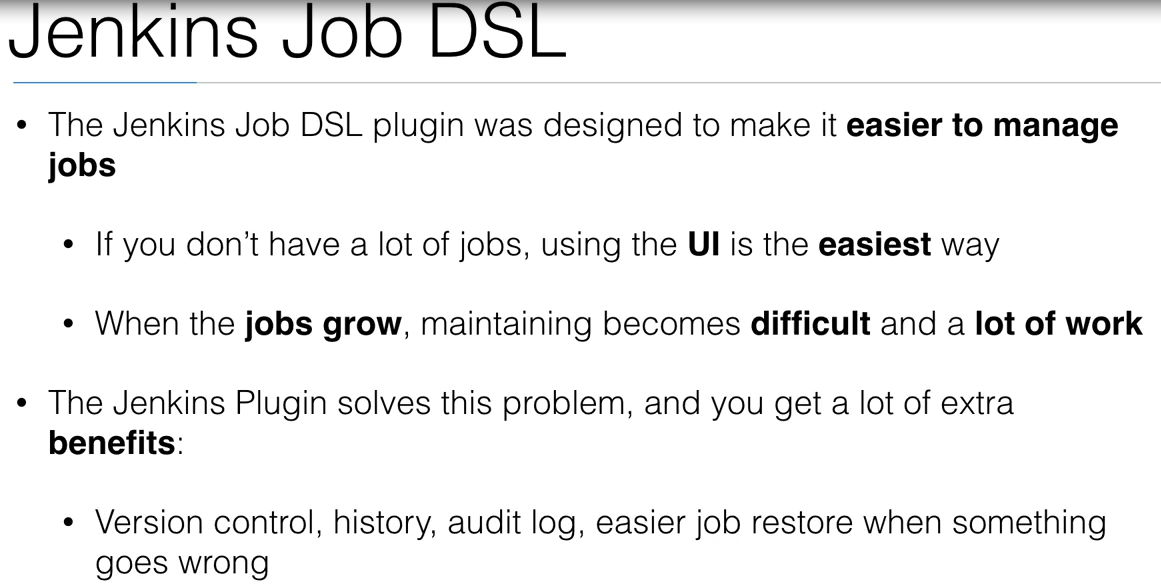 Jenkins Job DSL
• The Jenkins Job DSL plugin was designed to make it easier to manage
jobs
• If you don’t have a lot of jobs, using the UI is the easiest way
• When the jobs grow, maintaining becomes difficult and a lot of work
• The Jenkins Plugin solves this problem, and you get a lot of extra
benefits:
• Version control, history, audit log, easier job restore when something
goes wrong